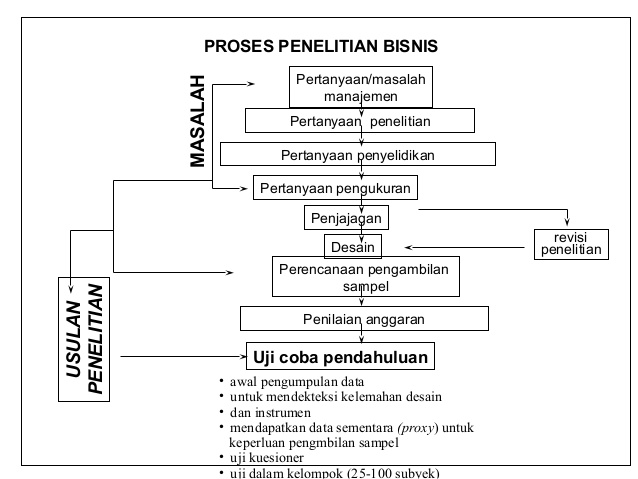 PROSES PENELITIAN BISNIS
MASALAH
Pertanyaan/masalah
manajemen
Pertanyaan penelitian
Pertanyaan penyelidikan
Pertanyaan pengukuran
Penjajagan
Desain
revisi
penelitian
Perencanaan pengambilan
sampel
Penilaian anggaran
USULAN
PENELITIAN
Uji coba pendahuluan
• awal pengumpulan data
• untuk mendekteksi kelemahan desain
• dan instrumen
• mendapatkan data sementara (proxy) untuk
keperluan pengmbilan sampel
• uji kuesioner
• uji dalam kelompok (25-100 subyek)